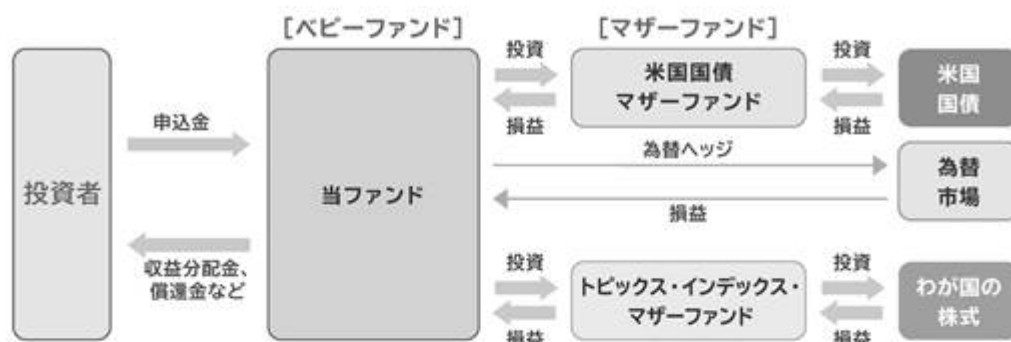 [ベビーファンド]
[マザーファンド]
投資者
申込金
収益分配金、
償還金など
当ファンド
投資
損益
米国国債
マザーファンド
投資
損益
米国
国債
為替ヘッジ
損益
為替
市場
投資
損益
トピックス・インデックス・
マザーファンド
投資
損益
わが国の
株式